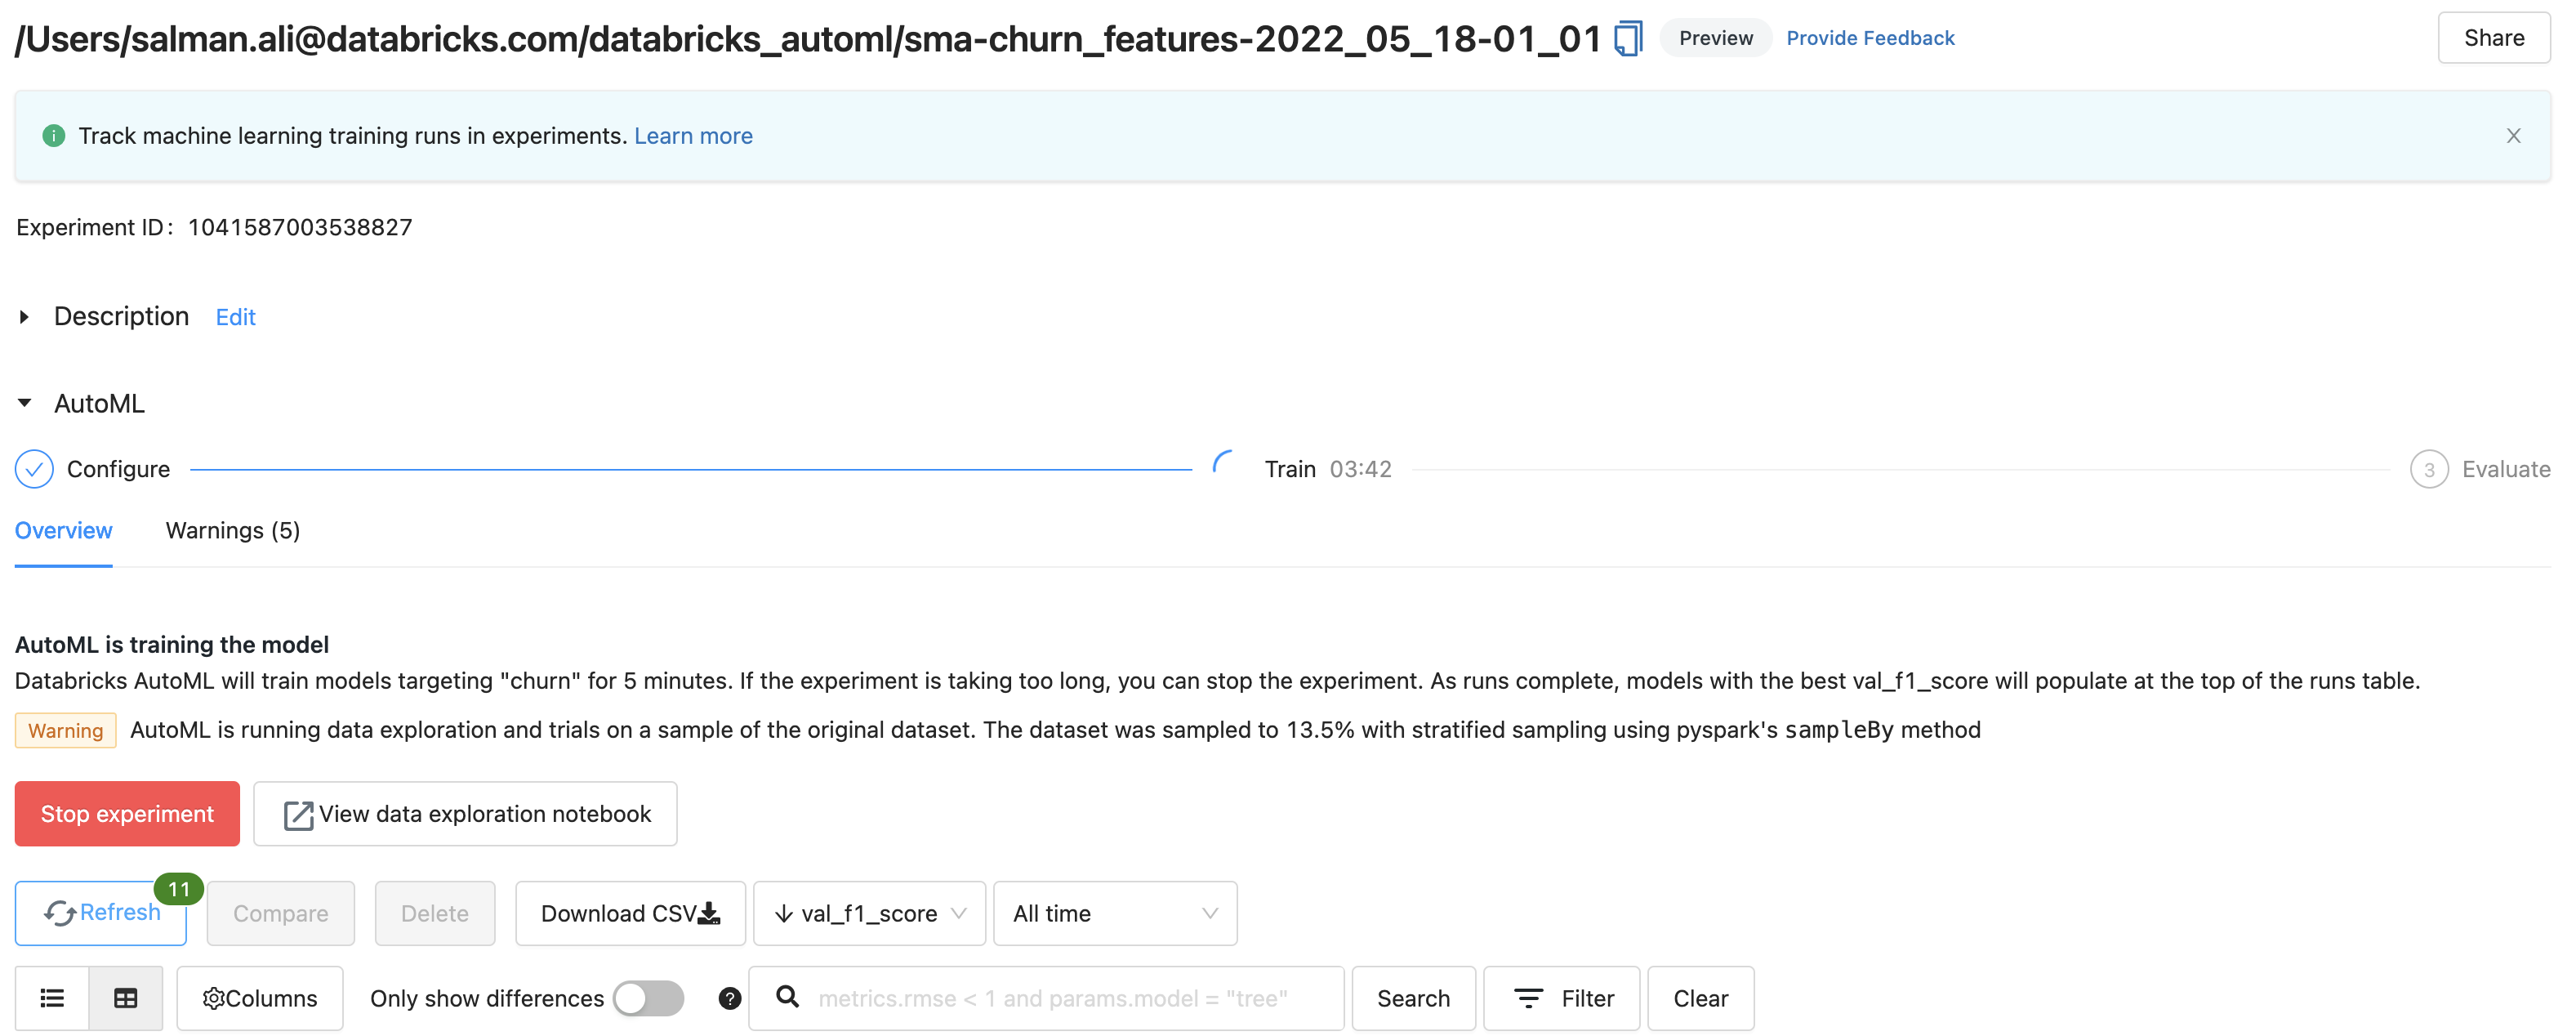 /Users/salman.ali@databricks.com/databricks_automl/sma-churn_features-2022_05_18-01_01 Preview Provide Feedback Share
Track machine learning training runs in experiments. Learn more
Experiment ID: 1041587003538827
Description Edit
AutoML
Configure Train 03:42 3 Evaluate
Overview Warnings (5)
AutoML is training the model
Databricks AutoML will train models targeting "churn" for 5 minutes. If the experiment is taking too long, you can stop the experiment. As runs complete, models with the best val_f1_score will populate at the top of the runs table.
Warning AutoML is running data exploration and trials on a sample of the original dataset. The dataset was sampled to 13.5% with stratified sampling using pyspark's sampleBy method
Stop experiment View data exploration notebook
Refresh 11 Compare Delete Download CSV ↓ val_f1_score All time
Columns Only show differences ? metrics.rmse < 1 and params.model = "tree" Search Filter Clear